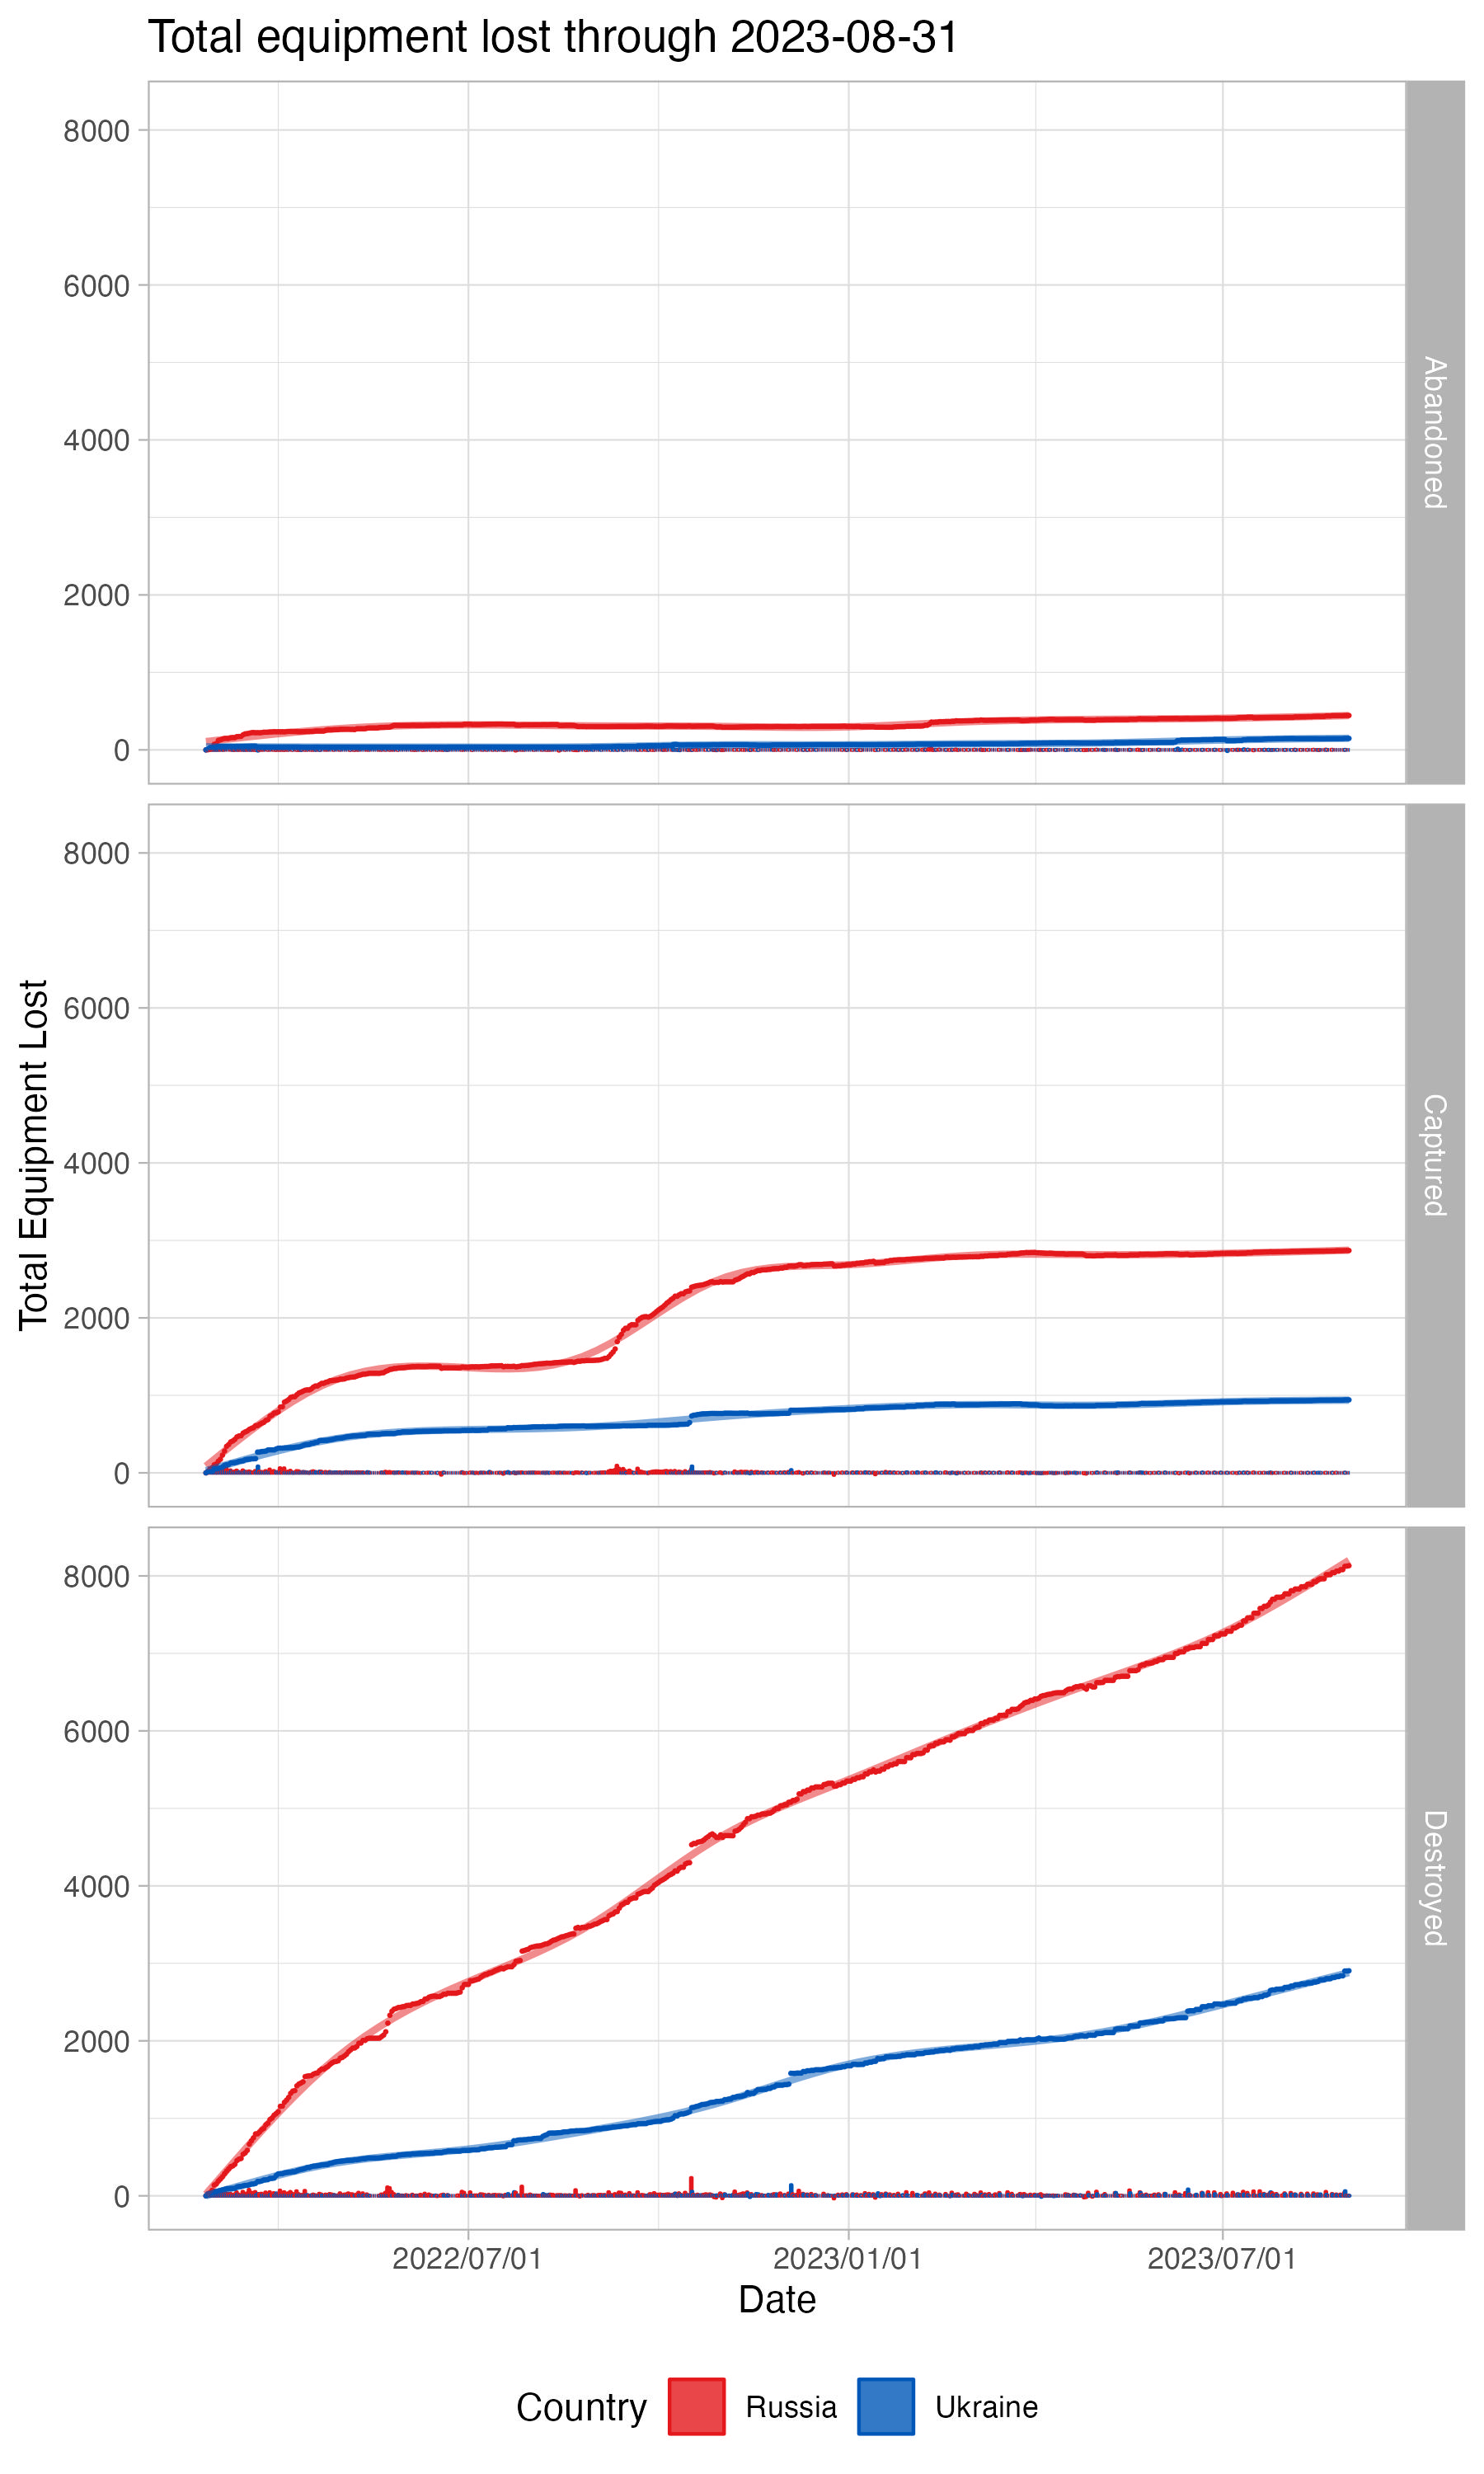 Total equipment lost through 2023-08-31
8000
6000
4000
2000
0
Abandoned
8000
6000
4000
2000
0
Captured
Total Equipment Lost
8000
6000
4000
2000
0
Destroyed
2022/07/01 2023/01/01 2023/07/01
Date
Country Russia Ukraine